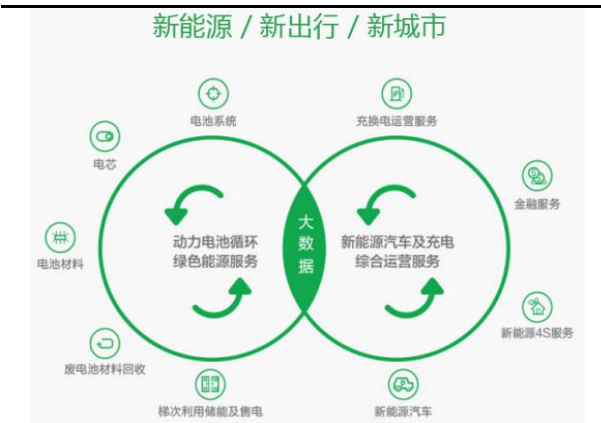 新能源 / 新出行 / 新城市
电池系统
充换电运营服务
电芯
金融服务
电池材料
动力电池循环
绿色能源服务
大
数
据
新能源汽车及充电
综合运营服务
新能源4S服务
废电池材料回收
梯次利用储能及售电
新能源汽车